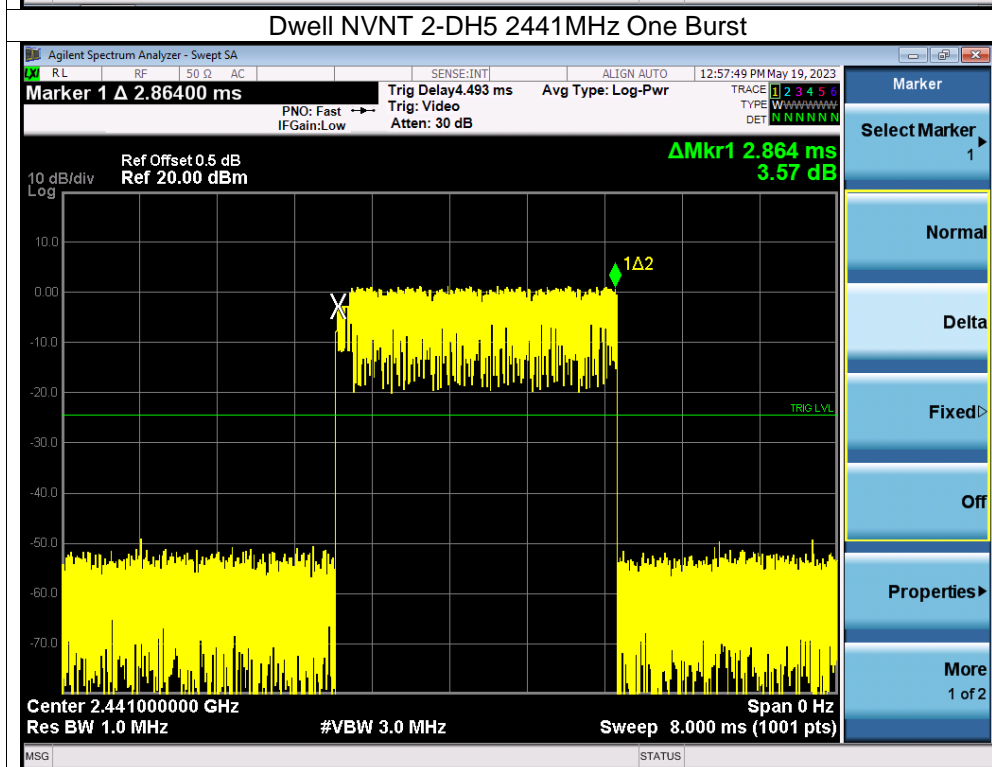 Dwell NVNT 2-DH5 2441MHz One Burst
Agilent Spectrum Analyzer - Swept SA
LXI RL RF 50 Ω AC SENSE:INT ALIGN AUTO 12:57:49 PM May 19, 2023
Marker 1 Δ 2.86400 ms
PNO: Fast
IFGain:Low
Trig Delay4.493 ms
Trig: Video
Atten: 30 dB
Avg Type: Log-Pwr
TRACE 1 2 3 4 5 6
TYPE WWWWWW
DET N N N N N N
ΔMkr1 2.864 ms
3.57 dB
Ref Offset 0.5 dB
10 dB/div Ref 20.00 dBm
Log
10.0
0.00
-10.0
-20.0
-30.0
-40.0
-50.0
-60.0
-70.0
1Δ2
TRIG LVL
Center 2.441000000 GHz Span 0 Hz
Res BW 1.0 MHz #VBW 3.0 MHz Sweep 8.000 ms (1001 pts)
MSG STATUS
Marker
Select Marker
1
Normal
Delta
Fixed
Off
Properties
More
1 of 2